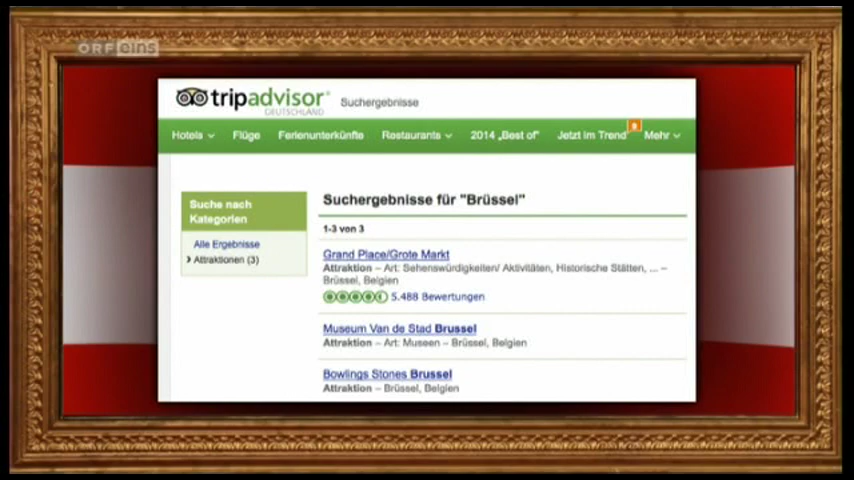 ORF eins
tripadvisor®
DEUTSCHLAND
Suchergebnisse
Hotels Flüge Ferienunterkünfte Restaurants 2014 „Best of“ Jetzt im Trend Mehr
Suche nach
Kategorien
Alle Ergebnisse
Attraktionen (3)
Suchergebnisse für "Brüssel"
1-3 von 3
Grand Place/Grote Markt
Attraktion – Art: Sehenswürdigkeiten/ Aktivitäten, Historische Stätten, ... –
Brüssel, Belgien
5.488 Bewertungen
Museum Van de Stad Brussel
Attraktion – Art: Museen – Brüssel, Belgien
Bowlings Stones Brussel
Attraktion – Brüssel, Belgien